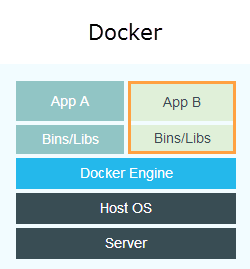 Docker
App A
App B
Bins/Libs
Bins/Libs
Docker Engine
Host OS
Server